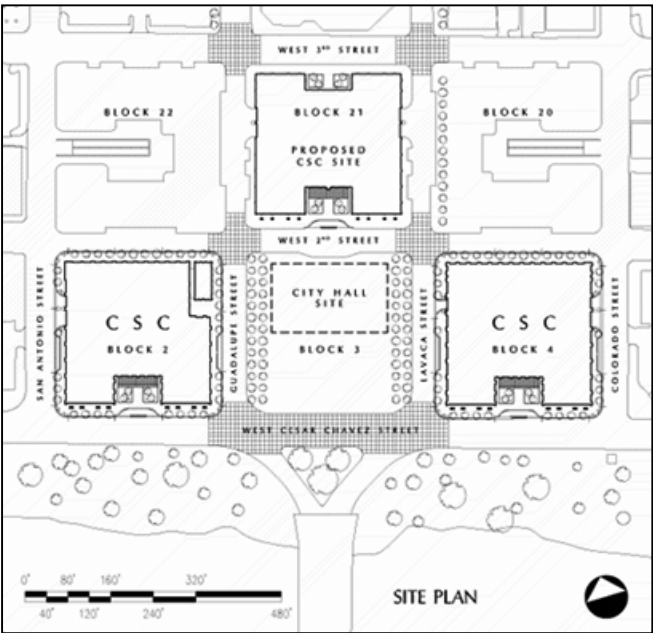 WEST 3RD STREET
BLOCK 22
BLOCK 21
BLOCK 20
PROPOSED
CSC SITE
WEST 2ND STREET
SAN ANTONIO STREET
CSC
BLOCK 2
GUADALUPE STREET
CITY HALL
SITE
BLOCK 3
LAVACA STREET
CSC
BLOCK 4
COLORADO STREET
WEST CESAR CHAVEZ STREET
0' 80' 160' 320'
40' 120' 240' 480'
SITE PLAN